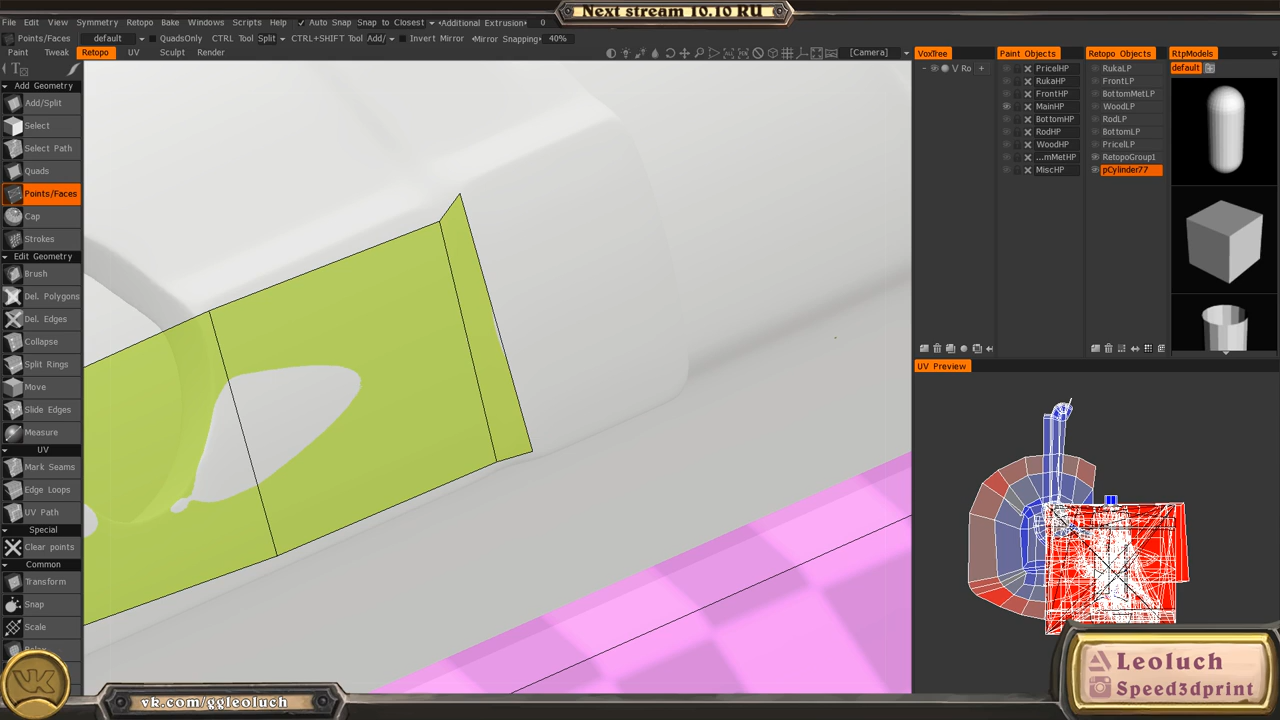 Next stream 10.10 RU
File Edit View Symmetry Retopo Bake Windows Scripts Help Auto Snap Snap to Closest Additional Extrusion 0
Points/Faces default QuadsOnly CTRL Tool Split CTRL+SHIFT Tool Add/ Invert Mirror Mirror Snapping 40%
Paint Tweak Retopo UV Sculpt Render [Camera]
Add Geometry
Add/Split
Select
Select Path
Quads
Points/Faces
Cap
Strokes
Edit Geometry
Brush
Del. Polygons
Del. Edges
Collapse
Split Rings
Move
Slide Edges
Measure
UV
Mark Seams
Edge Loops
UV Path
Special
Clear points
Common
Transform
Snap
Scale
VoxTree
V Ro +
Paint Objects
PricelHP
RukaHP
FrontHP
MainHP
BottomHP
RodHP
WoodHP
...mMetHP
MiscHP
Retopo Objects
RukaLP
FrontLP
BottomMetLP
WoodLP
RodLP
BottomLP
PricelLP
RetopoGroup1
pCylinder77
RtpModels
default
UV Preview
vk.com/ggleoluch
Leoluch
Speed3dprint